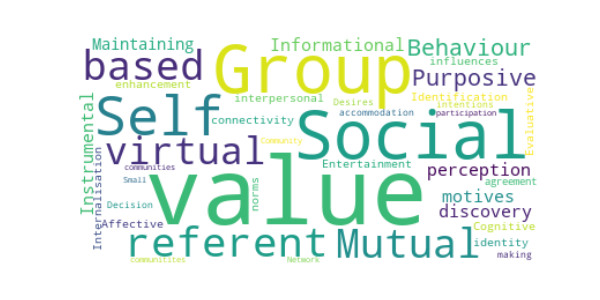 Maintaining
Informational
Behaviour
based
Group
influences
enhancement
Purposive
Instrumental
Self
interpersonal
Desires
Identification
intentions
Evaluative
connectivity
accommodation
participation
Social
virtual
Community
Internalisation
communities
Entertainment
perception
Small
value
norms
agreement
motives
Decision
discovery
Affective
referent
Mutual
Cognitive
identity
making
communitites
Network